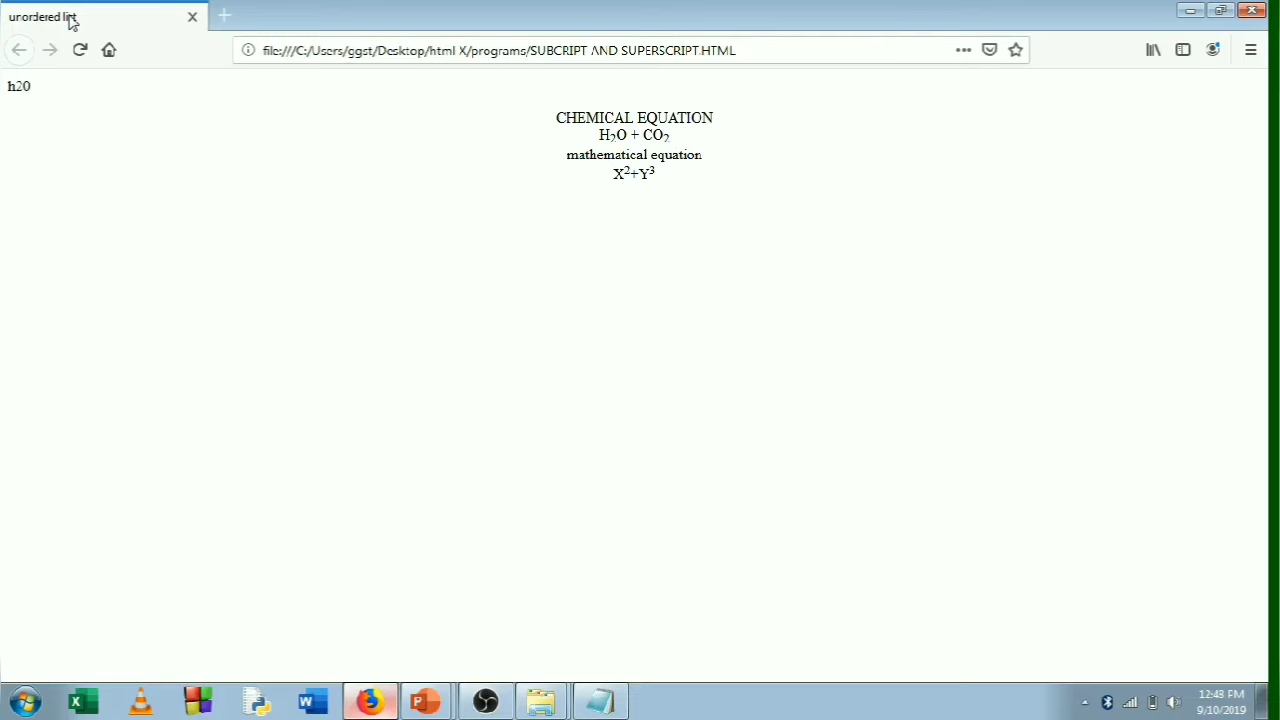 unordered list
file:///C:/Users/ggst/Desktop/html X/programs/SUBCRIPT AND SUPERSCRIPT.HTML
h20
CHEMICAL EQUATION
H₂O + CO₂
mathematical equation
X²+Y³
12:48 PM
9/10/2019